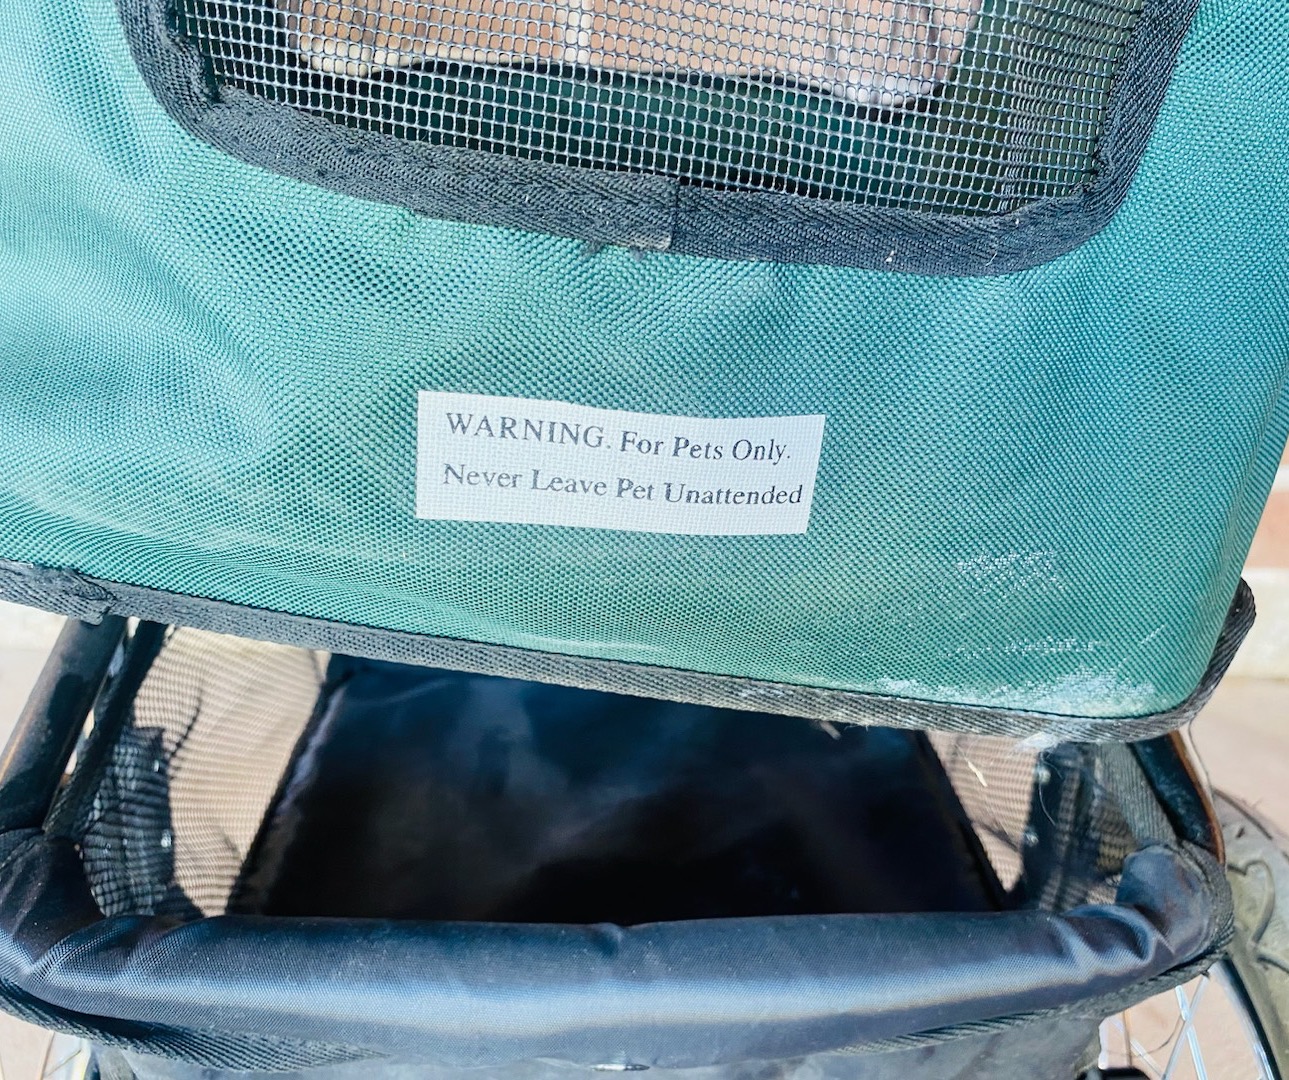 WARNING. For Pets Only.
Never Leave Pet Unattended